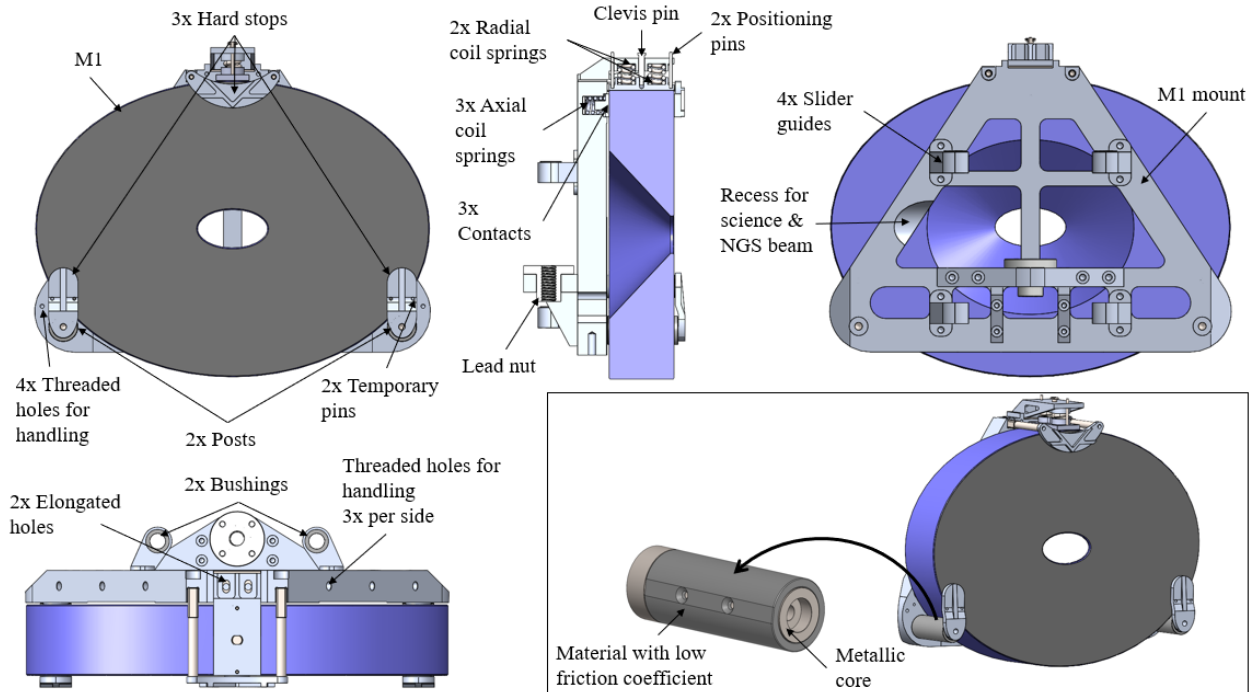 3x Hard stops
M1
4x Threaded
holes for
handling
2x Posts
2x Temporary
pins
Clevis pin
2x Radial
coil springs
2x Positioning
pins
3x Axial
coil
springs
3x
Contacts
Lead nut
4x Slider
guides
M1 mount
Recess for
science &
NGS beam
2x Elongated
holes
2x Bushings
Threaded holes for
handling
3x per side
Material with low
friction coefficient
Metallic
core